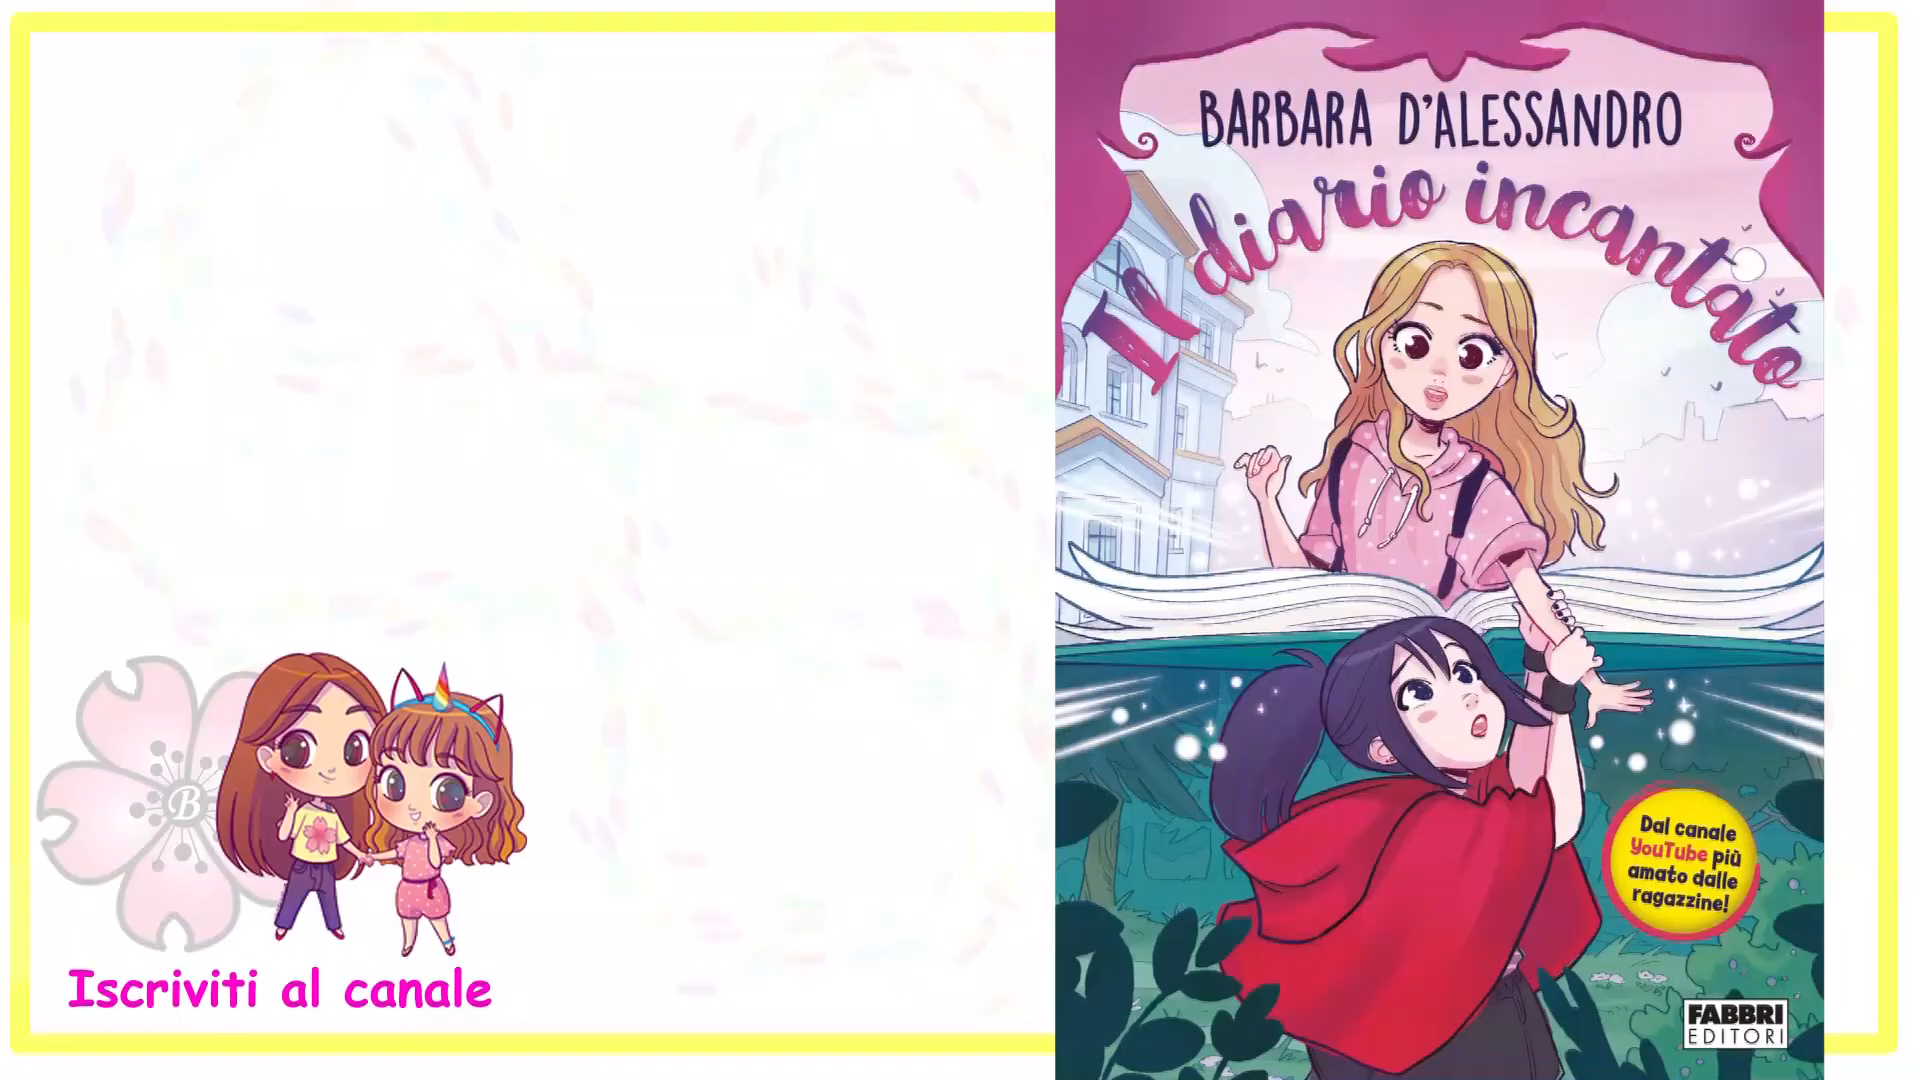 BARBARA D'ALESSANDRO
Il diario incantato
Dal canale
YouTube più
amato dalle
ragazzine!
FABBRI
EDITORI
B
Iscriviti al canale